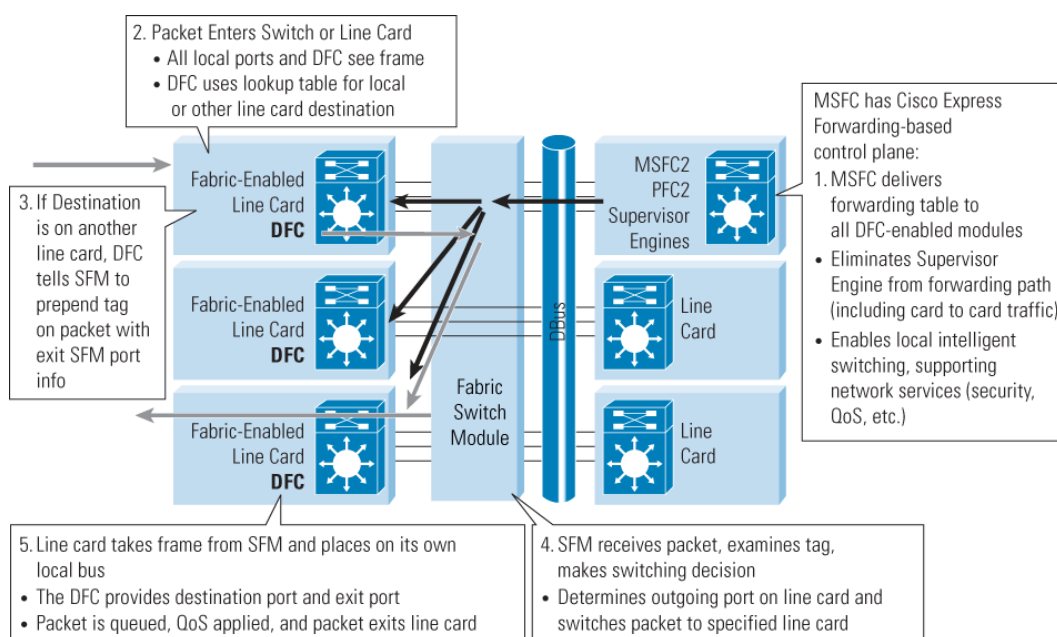 2. Packet Enters Switch or Line Card
• All local ports and DFC see frame
• DFC uses lookup table for local
or other line card destination
MSFC has Cisco Express
Forwarding-based
control plane:
1. MSFC delivers
forwarding table to
all DFC-enabled modules
• Eliminates Supervisor
Engine from forwarding path
(including card to card traffic)
• Enables local intelligent
switching, supporting
network services (security,
QoS, etc.)
3. If Destination
is on another
line card, DFC
tells SFM to
prepend tag
on packet with
exit SFM port
info
Fabric-Enabled
Line Card
DFC
MSFC2
PFC2
Supervisor
Engines
Fabric-Enabled
Line Card
DFC
DBus
Line
Card
Fabric
Switch
Module
Fabric-Enabled
Line Card
DFC
Line
Card
5. Line card takes frame from SFM and places on its own
local bus
• The DFC provides destination port and exit port
• Packet is queued, QoS applied, and packet exits line card
4. SFM receives packet, examines tag,
makes switching decision
• Determines outgoing port on line card and
switches packet to specified line card